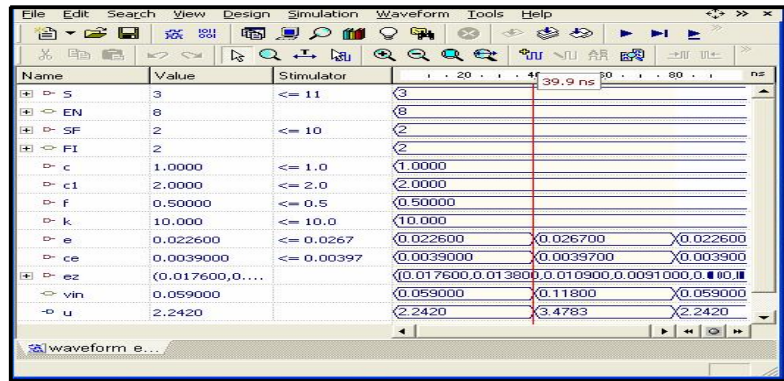 File Edit Search View Design Simulation Waveform Tools Help
Name Value Stimulator 20 40 39.9 ns 60 80 ns
S 3 <= 11 3
EN 8 8
SF 2 <= 10 2
FI 2 2
c 1.0000 <= 1.0 1.0000
c1 2.0000 <= 2.0 2.0000
f 0.50000 <= 0.5 0.50000
k 10.000 <= 10.0 10.000
e 0.022600 <= 0.0267 0.022600 0.026700 0.022600
ce 0.0039000 <= 0.00397 0.0039000 0.0039700 0.003900
ez (0.017600,0.... (0.017600,0.013800,0.010900,0.0091000,0.
vin 0.059000 0.059000 0.11800 0.059000
u 2.2420 2.2420 3.4783 2.2420
waveform e...